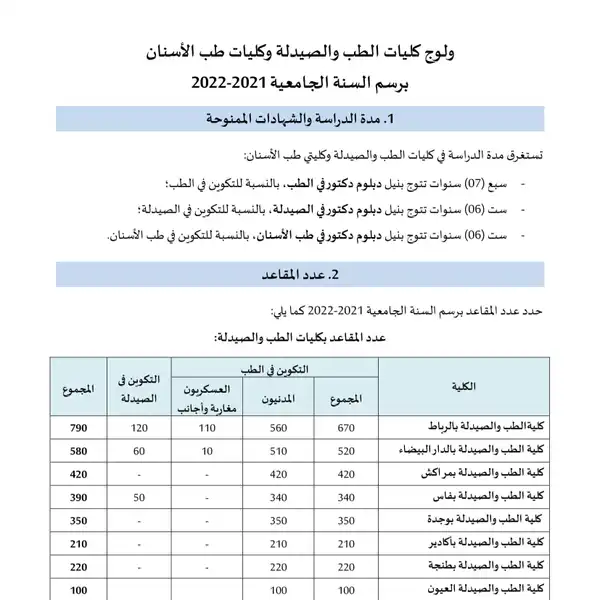 ولوج كليات الطب والصيدلة وكليات طب الأسنان
برسم السنة الجامعية 2021-2022
1. مدة الدراسة والشهادات الممنوحة
تستغرق مدة الدراسة في كليات الطب والصيدلة وكليتي طب الأسنان:
- سبع (07) سنوات تتوج بنيل دبلوم دكتور في الطب، بالنسبة للتكوين في الطب؛
- ست (06) سنوات تتوج بنيل دبلوم دكتور في الصيدلة، بالنسبة للتكوين في الصيدلة؛
- ست (06) سنوات تتوج بنيل دبلوم دكتور في طب الأسنان، بالنسبة للتكوين في طب الأسنان.
2. عدد المقاعد
حدد عدد المقاعد برسم السنة الجامعية 2021-2022 كما يلي:
عدد المقاعد بكليات الطب والصيدلة:
الكلية التكوين في الطب التكوين في الصيدلة المجموع
المجموع المدنيون العسكريون مغاربة وأجانب
كلية الطب والصيدلة بالرباط 670 560 110 120 790
كلية الطب والصيدلة بالدار البيضاء 520 510 10 60 580
كلية الطب والصيدلة بمراكش 420 420 - - 420
كلية الطب والصيدلة بفاس 340 340 - 50 390
كلية الطب والصيدلة بوجدة 350 350 - - 350
كلية الطب والصيدلة بأكادير 210 210 - - 210
كلية الطب والصيدلة بطنجة 220 220 - - 220
كلية الطب والصيدلة العيون 100 100 100